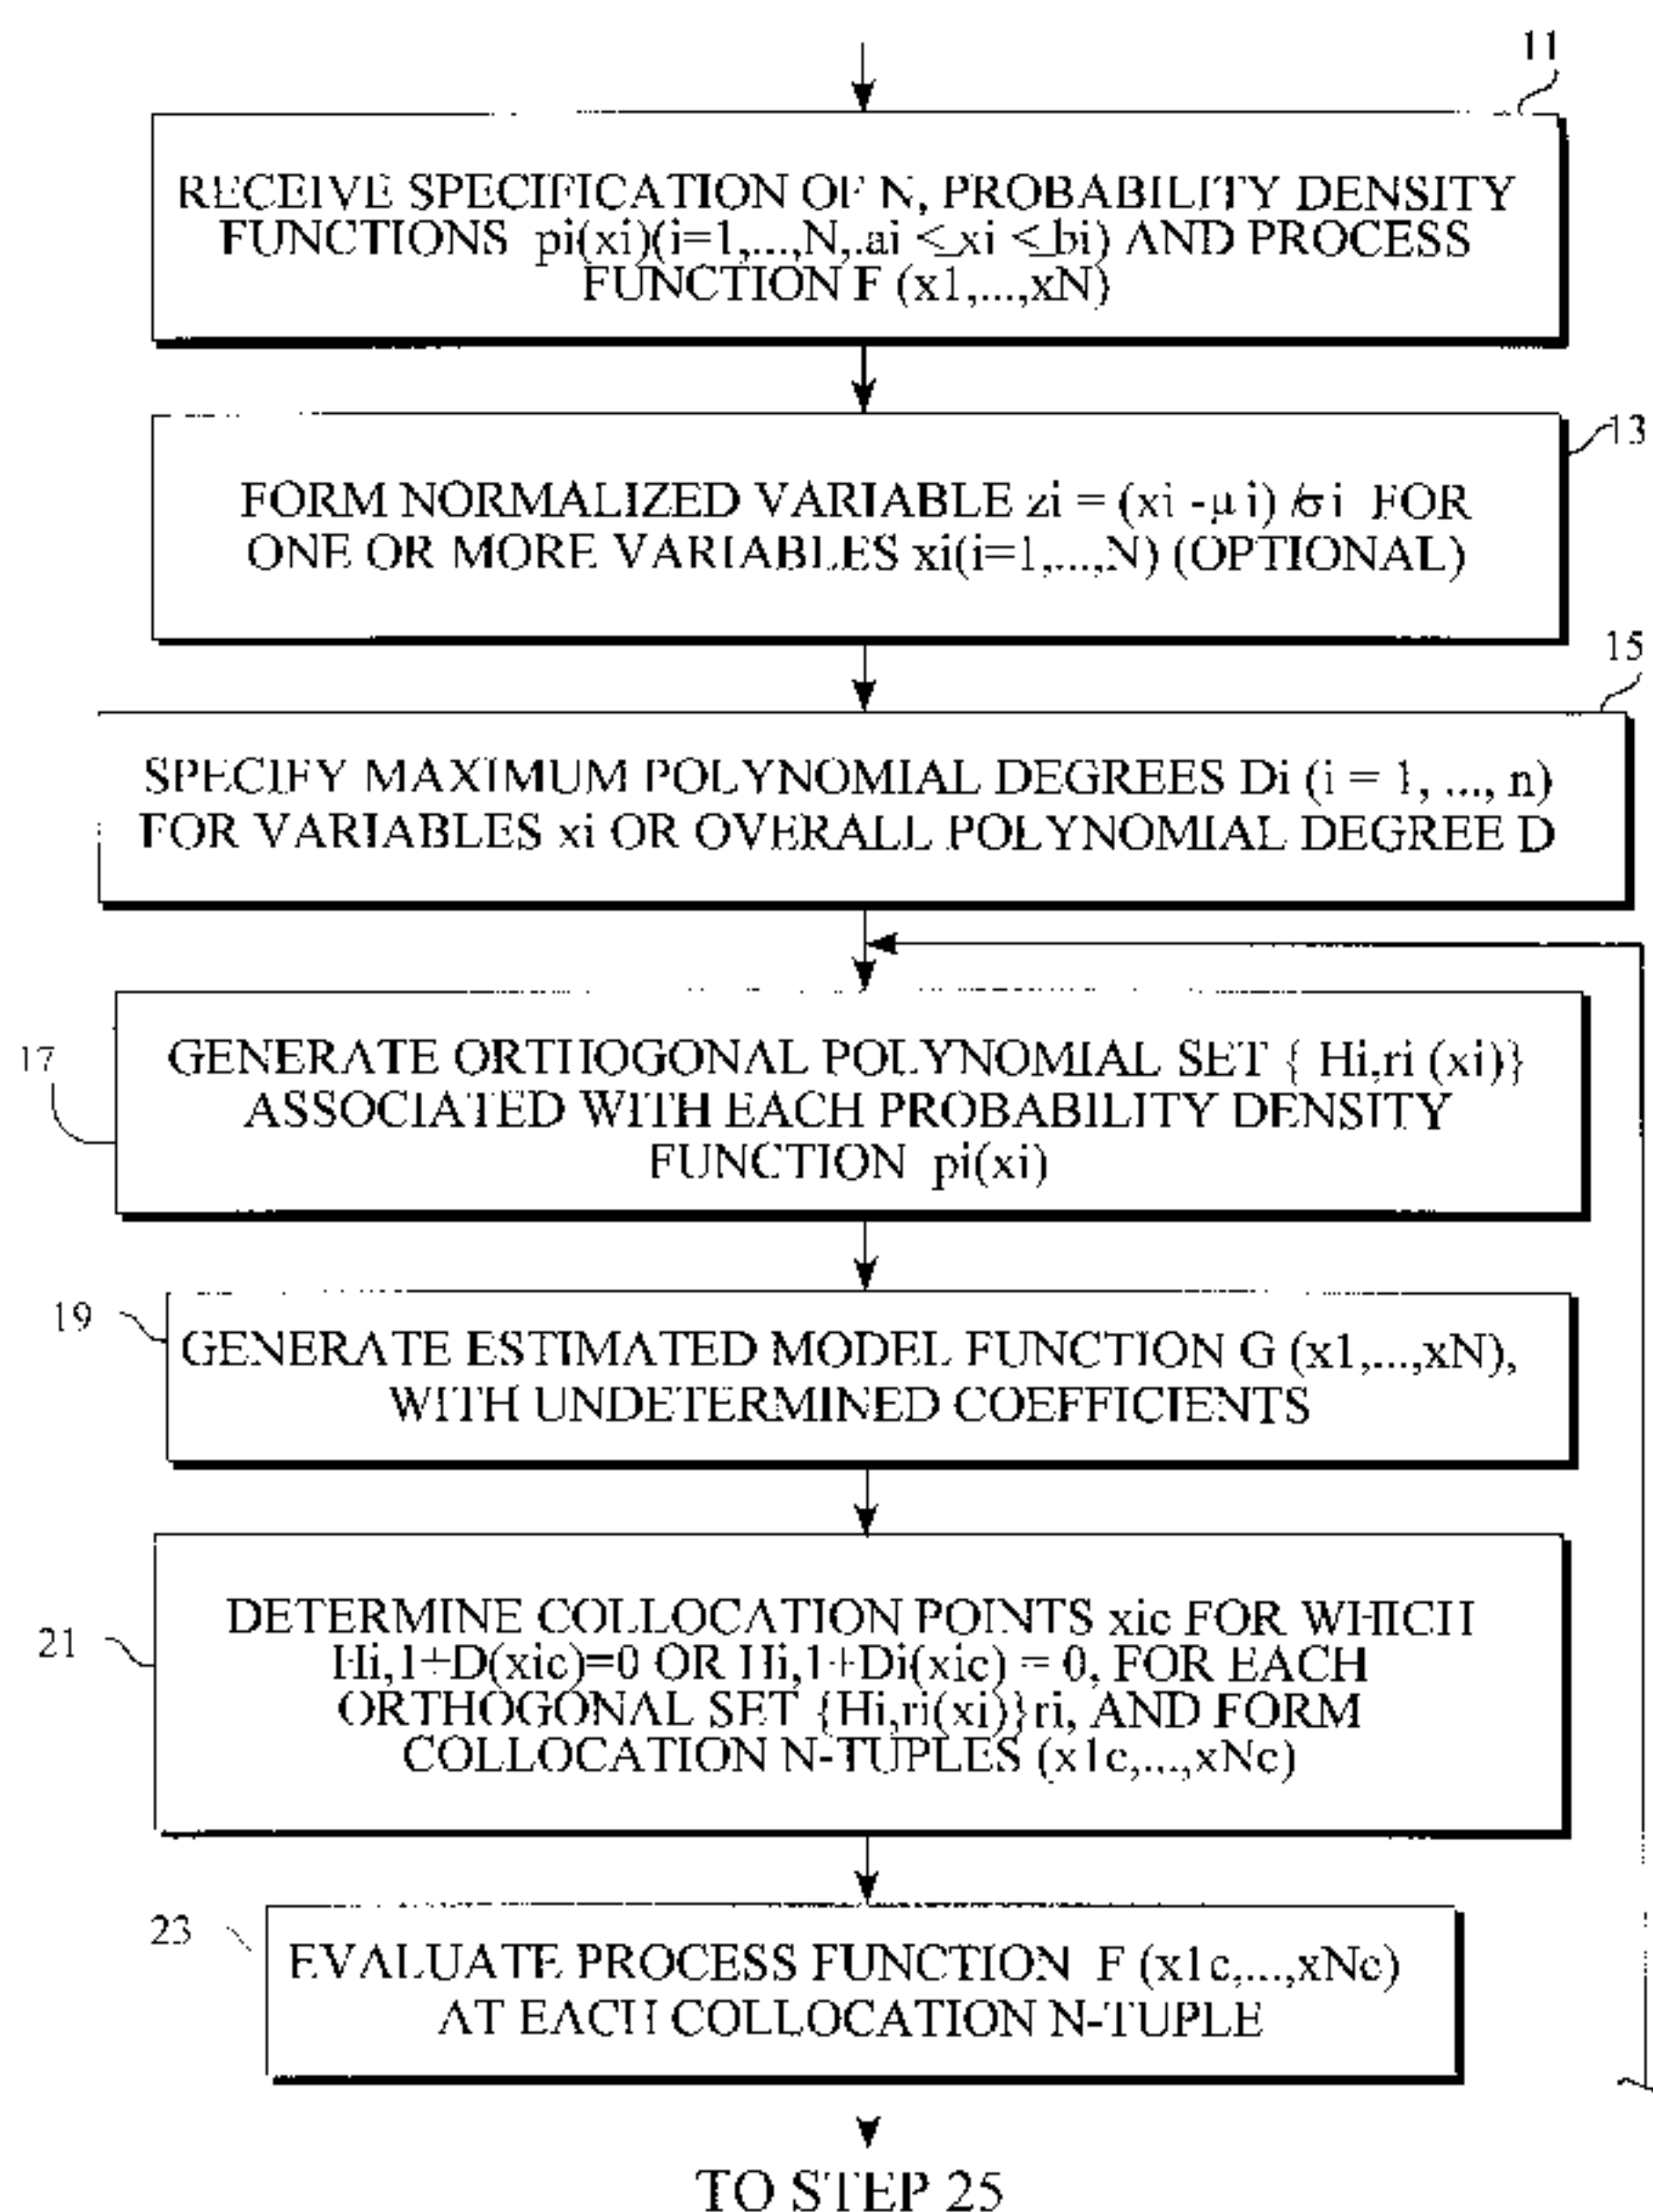 11
RECEIVE SPECIFICATION OF N, PROBABILITY DENSITY
FUNCTIONS pi(xi)(i=1,...,N,.ai ≤ xi ≤ bi) AND PROCESS
FUNCTION F (x1,...,xN)
13
FORM NORMALIZED VARIABLE zi = (xi -μ i) /σ i FOR
ONE OR MORE VARIABLES xi(i=1,...,N) (OPTIONAL)
15
SPECIFY MAXIMUM POLYNOMIAL DEGREES Di (i = 1, ..., n)
FOR VARIABLES xi OR OVERALL POLYNOMIAL DEGREE D
17
GENERATE ORTHOGONAL POLYNOMIAL SET { Hi,ri (xi)}
ASSOCIATED WITH EACH PROBABILITY DENSITY
FUNCTION pi(xi)
19
GENERATE ESTIMATED MODEL FUNCTION G (x1,...,xN),
WITH UNDETERMINED COEFFICIENTS
21
DETERMINE COLLOCATION POINTS xic FOR WHICH
Hi,1+D(xic)=0 OR Hi,1+Di(xic) = 0, FOR EACH
ORTHOGONAL SET {Hi,ri(xi)}ri, AND FORM
COLLOCATION N-TUPLES (x1c,...,xNc)
23
EVALUATE PROCESS FUNCTION F (x1c,...,xNc)
AT EACH COLLOCATION N-TUPLE
TO STEP 25